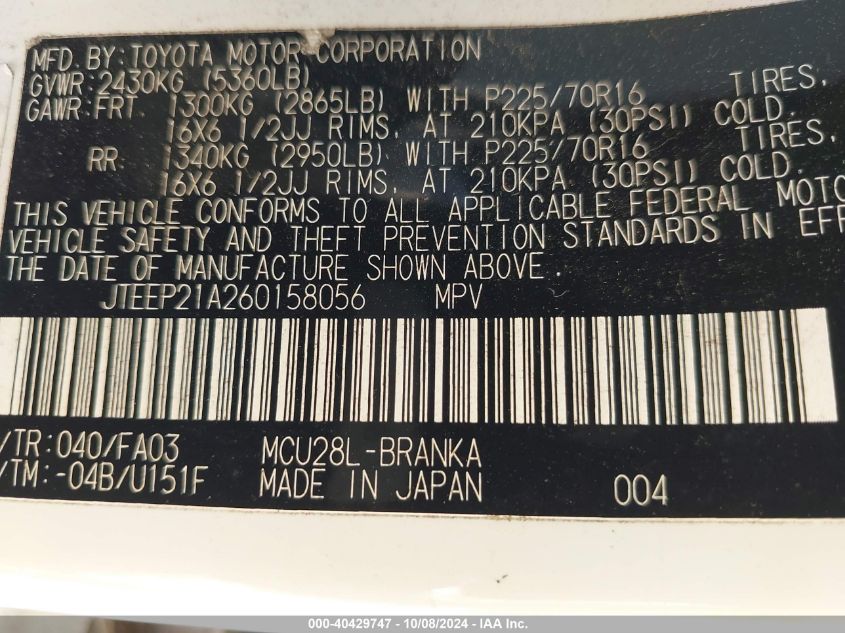 MFD. BY: TOYOTA MOTOR CORPORATION
GVWR: 2430KG (5360LB)
GAWR: FRT. 1300KG (2865LB) WITH P225/70R16 TIRES,
16X6 1/2JJ RIMS, AT 210KPA (30PSI) COLD.
RR. 1340KG (2950LB) WITH P225/70R16 TIRES,
16X6 1/2JJ RIMS, AT 210KPA (30PSI) COLD.
THIS VEHICLE CONFORMS TO ALL APPLICABLE FEDERAL MOTO
VEHICLE SAFETY AND THEFT PREVENTION STANDARDS IN EFF
THE DATE OF MANUFACTURE SHOWN ABOVE.
JTEEP21A260158056 MPV
/TR: 040/FA03 MCU28L-BRANKA
/TM: -04B/U151F MADE IN JAPAN 004
000-40429747 - 10/08/2024 - IAA Inc.